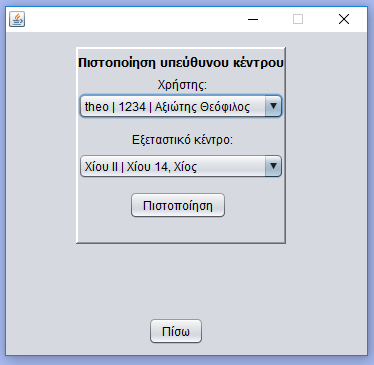 Πιστοποίηση υπεύθυνου κέντρου
Χρήστης:
theo | 1234 | Αξιώτης Θεόφιλος
Εξεταστικό κέντρο:
Χίου ΙΙ | Χίου 14, Χίος
Πιστοποίηση
Πίσω